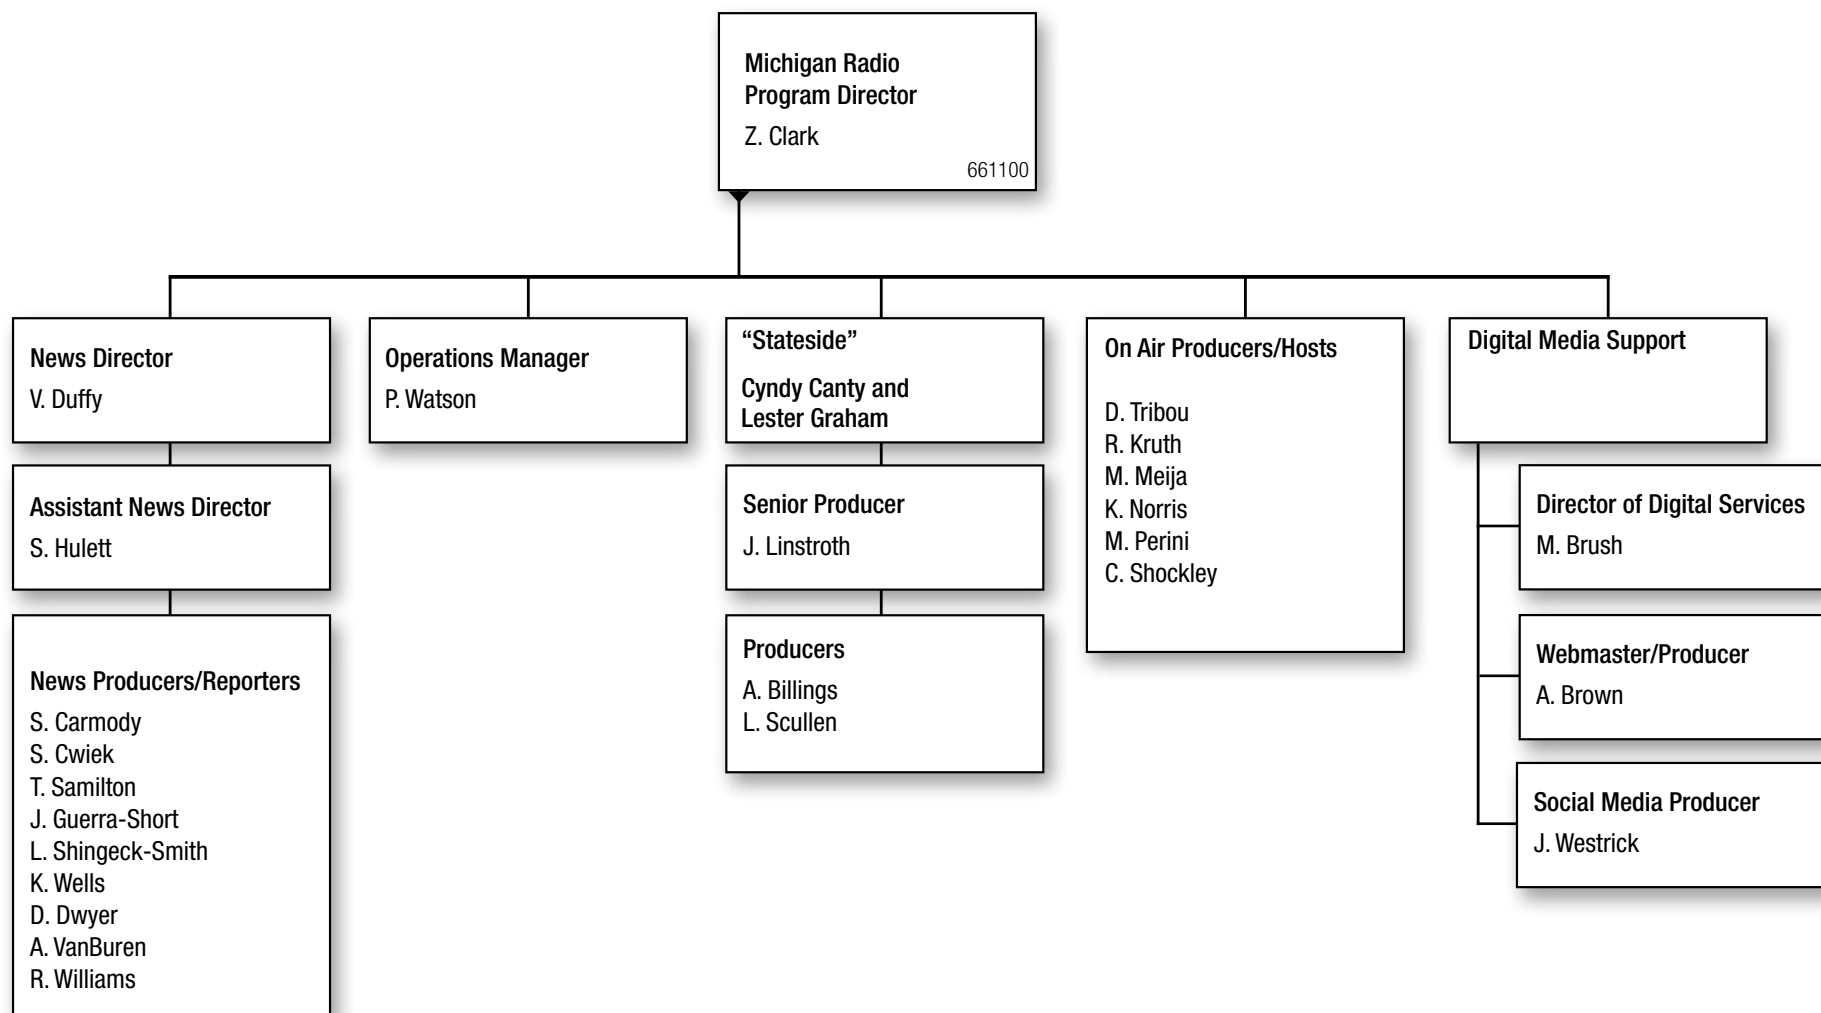 Michigan Radio
Program Director
Z. Clark
661100
News Director
V. Duffy
Operations Manager
P. Watson
“Stateside”
Cyndy Canty and
Lester Graham
On Air Producers/Hosts
D. Tribou
R. Kruth
M. Meija
K. Norris
M. Perini
C. Shockley
Digital Media Support
Assistant News Director
S. Hulett
Senior Producer
J. Linstroth
Director of Digital Services
M. Brush
News Producers/Reporters
S. Carmody
S. Cwiek
T. Samilton
J. Guerra-Short
L. Shingeck-Smith
K. Wells
D. Dwyer
A. VanBuren
R. Williams
Producers
A. Billings
L. Scullen
Webmaster/Producer
A. Brown
Social Media Producer
J. Westrick